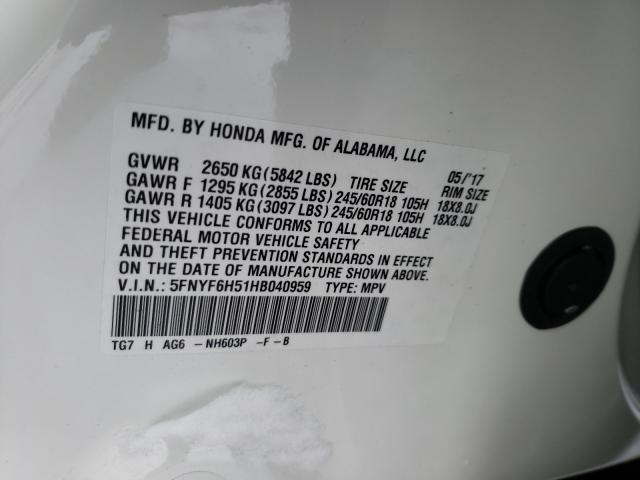 MFD. BY HONDA MFG. OF ALABAMA, LLC 05/'17
GVWR 2650 KG (5842 LBS) TIRE SIZE RIM SIZE
GAWR F 1295 KG (2855 LBS) 245/60R18 105H 18X8.0J
GAWR R 1405 KG (3097 LBS) 245/60R18 105H 18X8.0J
THIS VEHICLE CONFORMS TO ALL APPLICABLE
FEDERAL MOTOR VEHICLE SAFETY
AND THEFT PREVENTION STANDARDS IN EFFECT
ON THE DATE OF MANUFACTURE SHOWN ABOVE.
V.I.N.: 5FNYF6H51HB040959 TYPE: MPV
TG7 H AG6 -NH603P -F-B